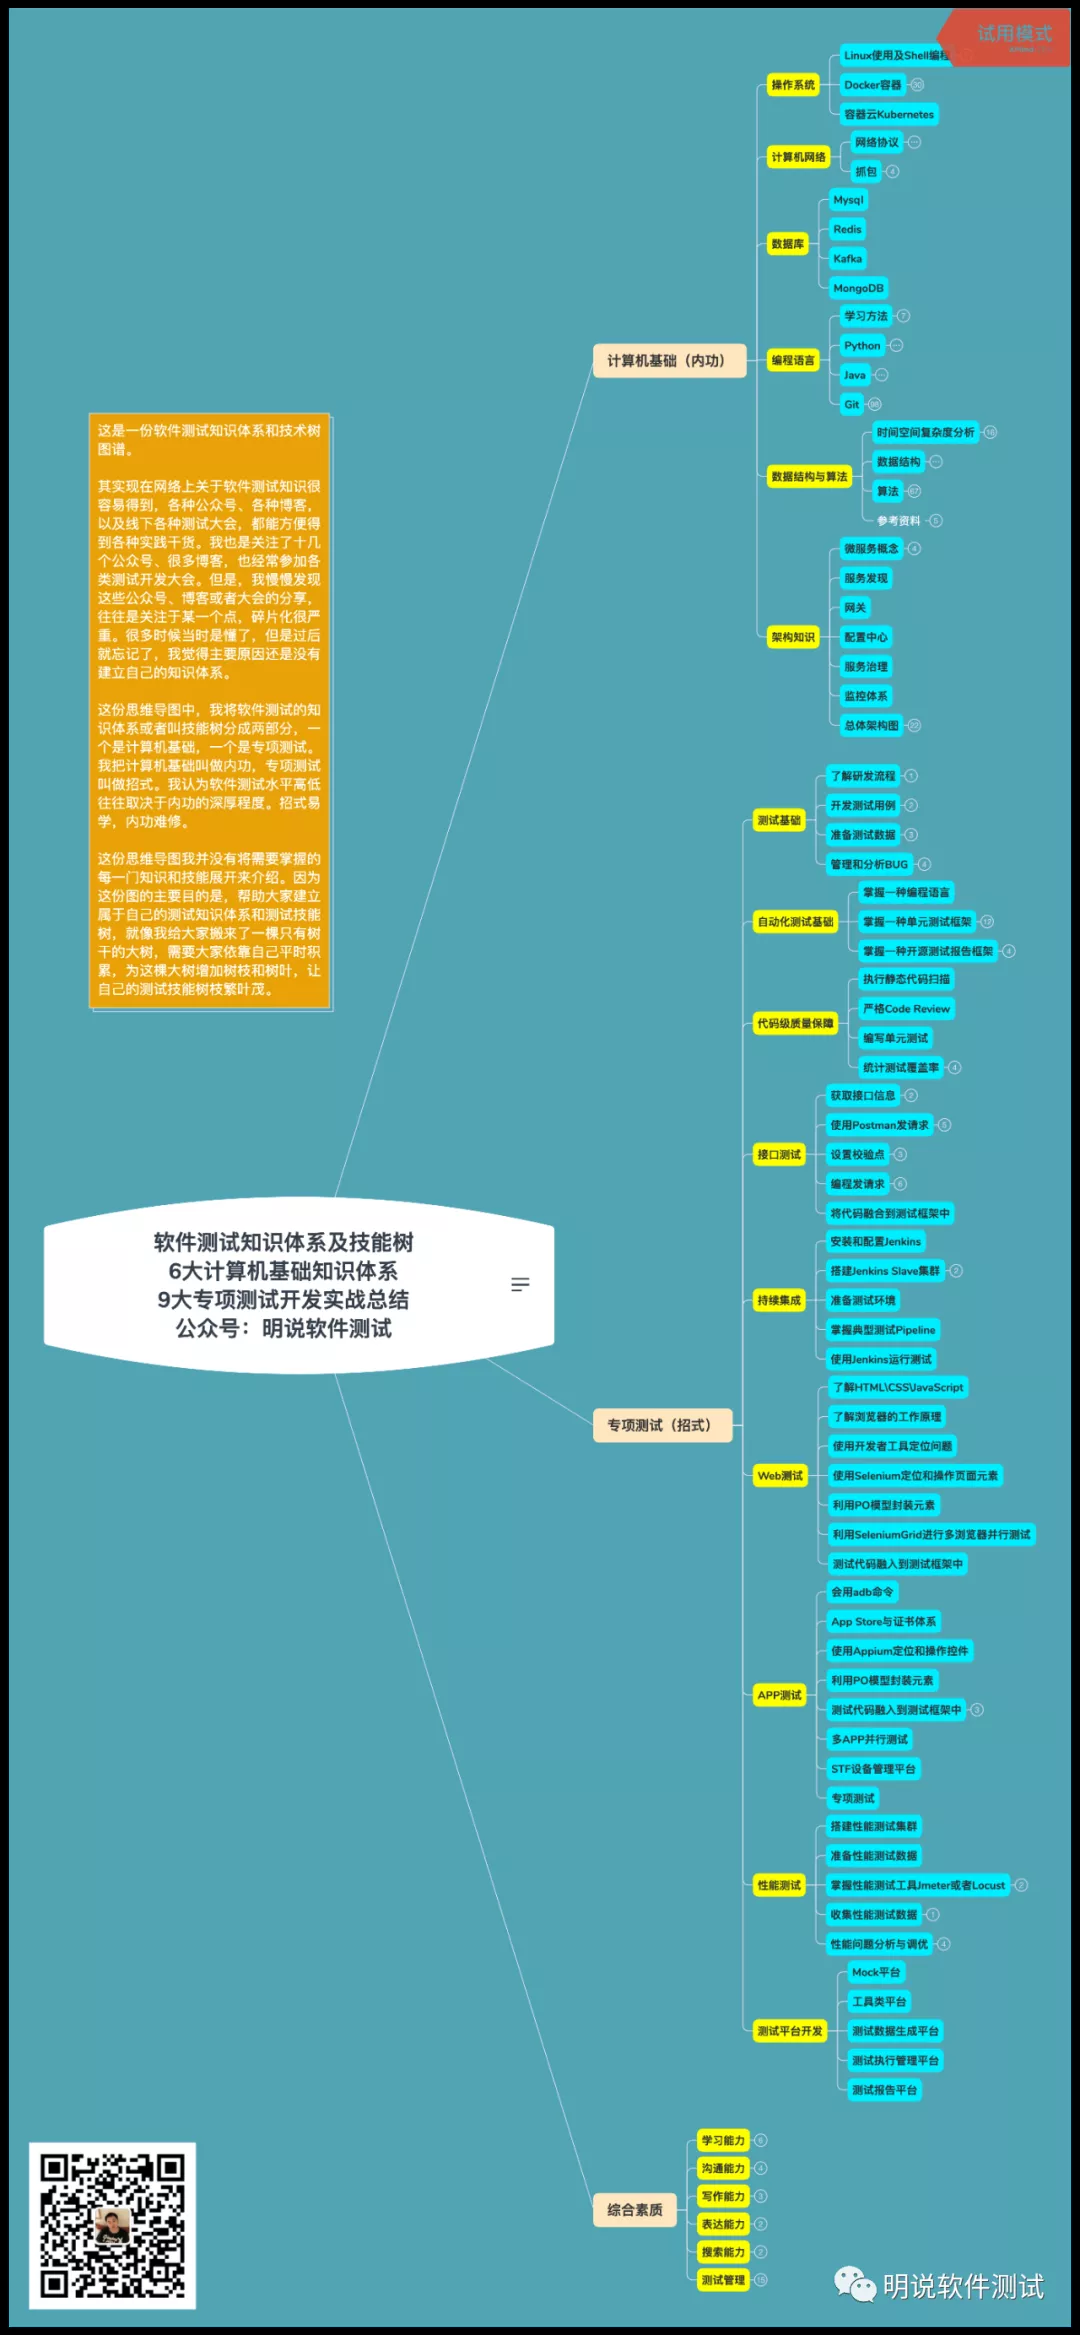 试用模式
XMind
Linux使用及Shell编程
操作系统
Docker容器
30
容器云Kubernetes
网络协议
计算机网络
抓包
4
Mysql
Redis
数据库
Kafka
MongoDB
学习方法
7
Python
计算机基础（内功）
编程语言
Java
Git
98
时间空间复杂度分析
16
数据结构
数据结构与算法
算法
67
参考资料
5
微服务概念
4
服务发现
网关
架构知识
配置中心
服务治理
监控体系
总体架构图
22
这是一份软件测试知识体系和技术树
图谱。
其实现在网络上关于软件测试知识很
容易得到，各种公众号、各种博客，
以及线下各种测试大会，都能方便得
到各种实践干货。我也是关注了十几
个公众号、很多博客，也经常参加各
类测试开发大会。但是，我慢慢发现
这些公众号、博客或者大会的分享，
往往是关注于某一个点，碎片化很严
重。很多时候当时是懂了，但是过后
就忘记了，我觉得主要原因还是没有
建立自己的知识体系。
这份思维导图中，我将软件测试的知
识体系或者叫技能树分成两部分，一
个是计算机基础，一个是专项测试。
我把计算机基础叫做内功，专项测试
叫做招式。我认为软件测试水平高低
往往取决于内功的深厚程度。招式易
学，内功难修。
这份思维导图我并没有将需要掌握的
每一门知识和技能展开来介绍。因为
这份图的主要目的是，帮助大家建立
属于自己的测试知识体系和测试技能
树，就像我给大家搬来了一棵只有树
干的大树，需要大家依靠自己平时积
累，为这棵大树增加树枝和树叶，让
自己的测试技能树枝繁叶茂。
了解研发流程
1
开发测试用例
2
测试基础
准备测试数据
3
管理和分析BUG
4
掌握一种编程语言
自动化测试基础
掌握一种单元测试框架
12
掌握一种开源测试报告框架
4
执行静态代码扫描
严格Code Review
代码级质量保障
编写单元测试
统计测试覆盖率
4
获取接口信息
2
使用Postman发请求
5
接口测试
设置校验点
3
编程发请求
6
将代码融合到测试框架中
安装和配置Jenkins
搭建Jenkins Slave集群
2
持续集成
准备测试环境
掌握典型测试Pipeline
使用Jenkins运行测试
软件测试知识体系及技能树
6大计算机基础知识体系
9大专项测试开发实战总结
公众号：明说软件测试
专项测试（招式）
了解HTML\CSS\JavaScript
了解浏览器的工作原理
使用开发者工具定位问题
Web测试
使用Selenium定位和操作页面元素
利用PO模型封装元素
利用SeleniumGrid进行多浏览器并行测试
测试代码融入到测试框架中
会用adb命令
App Store与证书体系
使用Appium定位和操作控件
利用PO模型封装元素
APP测试
测试代码融入到测试框架中
3
多APP并行测试
STF设备管理平台
专项测试
搭建性能测试集群
准备性能测试数据
性能测试
掌握性能测试工具Jmeter或者Locust
2
收集性能测试数据
1
性能问题分析与调优
4
Mock平台
工具类平台
测试平台开发
测试数据生成平台
测试执行管理平台
测试报告平台
学习能力
6
沟通能力
4
写作能力
3
综合素质
表达能力
2
搜索能力
2
测试管理
15
明说软件测试